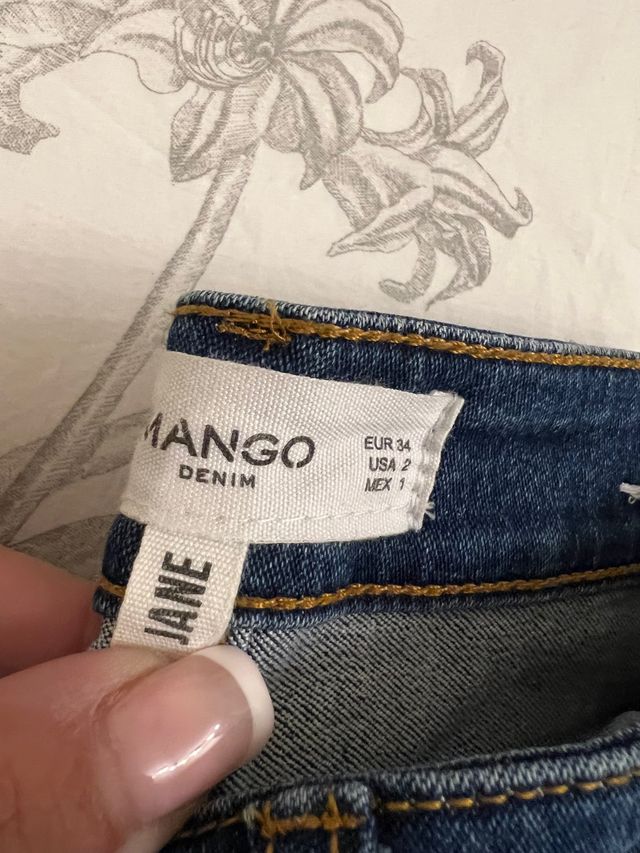 MANGO
DENIM
EUR 34
USA 2
MEX 1
JANE